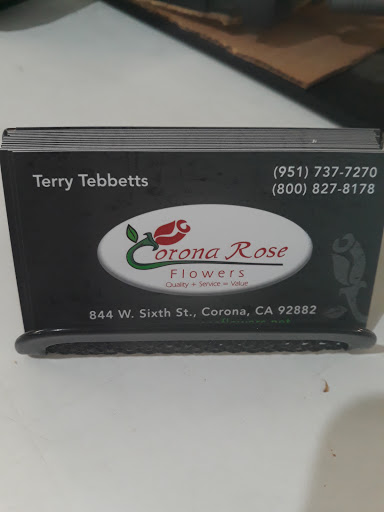 Terry Tebbetts
(951) 737-7270
(800) 827-8178
Corona Rose
Flowers
Quality + Service = Value
844 W. Sixth St., Corona, CA 92882